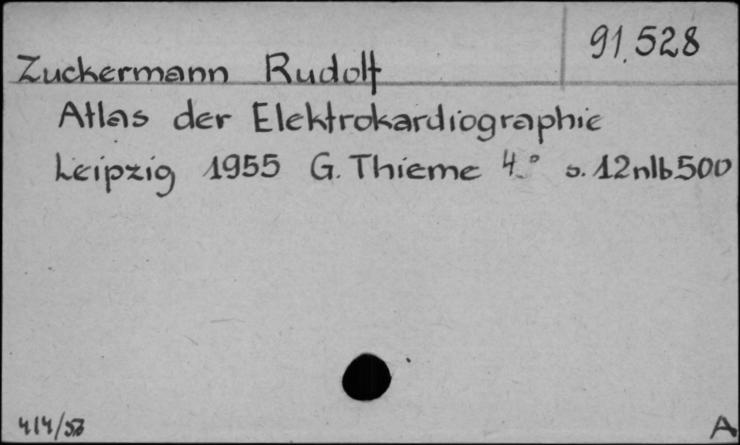 91.528
Zuckermann Rudolf
Atlas der Elektrokardiographie
Leipzig 1955 G. Thieme 4.° s. 12nlb500
414/58
A